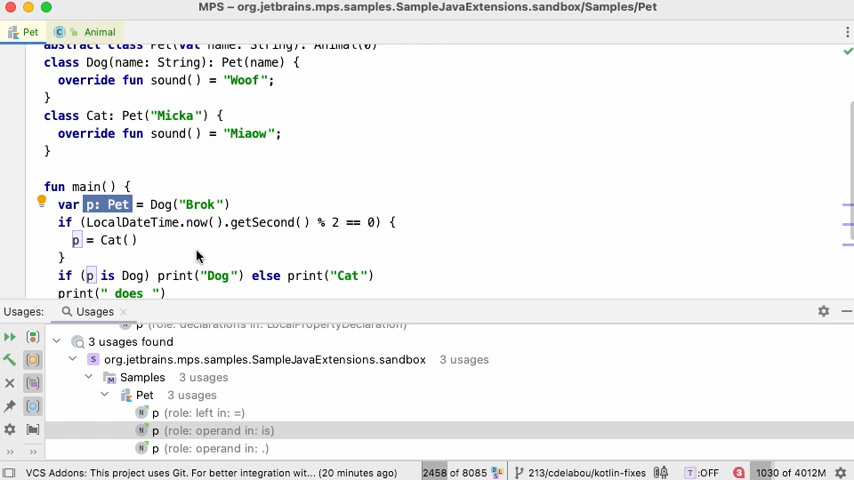 MPS – org.jetbrains.mps.samples.SampleJavaExtensions.sandbox/Samples/Pet
Pet
C Animal
abstract class Pet(val name: String): Animal(6)
class Dog(name: String): Pet(name) {
override fun sound() = "Woof";
}
class Cat: Pet("Micka") {
override fun sound() = "Miaow";
}
fun main() {
var p: Pet = Dog("Brok")
if (LocalDateTime.now().getSecond() % 2 == 0) {
p = Cat()
}
if (p is Dog) print("Dog") else print("Cat")
print(" does ")
Usages: Usages
p (role: declarations in: LocalPropertyDeclaration)
3 usages found
S org.jetbrains.mps.samples.SampleJavaExtensions.sandbox 3 usages
Samples 3 usages
Pet 3 usages
N p (role: left in: =)
N p (role: operand in: is)
N p (role: operand in: .)
VCS Addons: This project uses Git. For better integration wit... (20 minutes ago) 2458 of 8085 213/cdelabou/kotlin-fixes T :OFF 3 1030 of 4012M